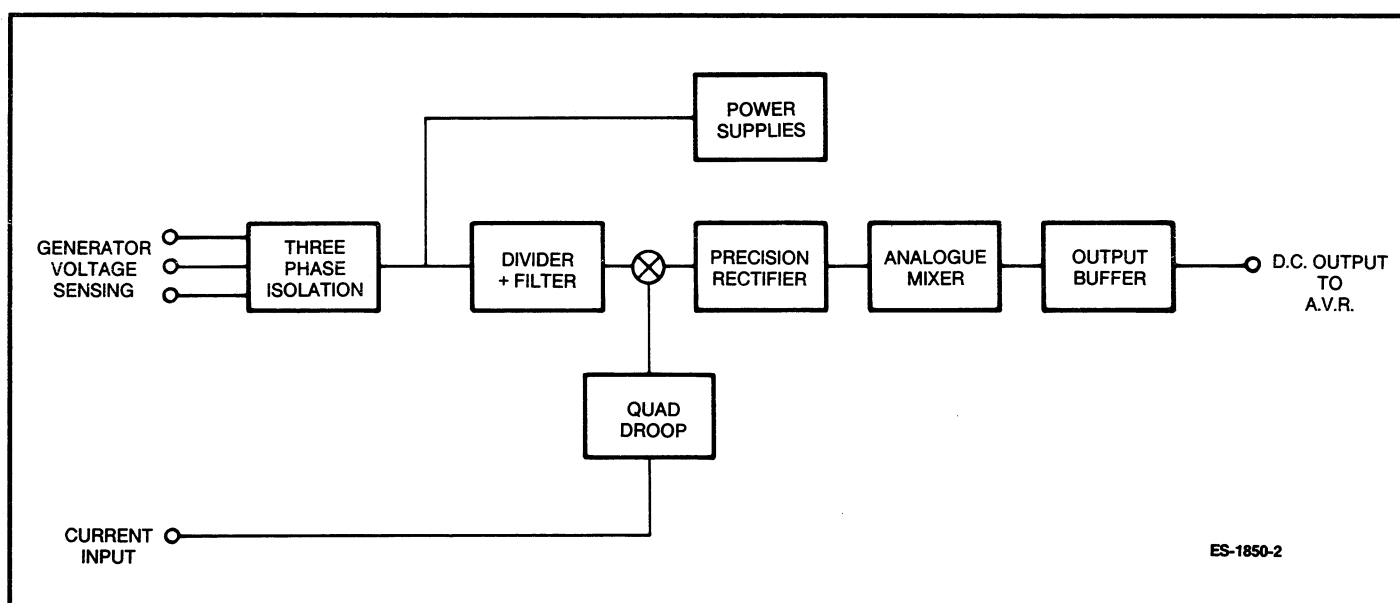 POWER
SUPPLIES
GENERATOR
VOLTAGE
SENSING
THREE
PHASE
ISOLATION
DIVIDER
+ FILTER
PRECISION
RECTIFIER
ANALOGUE
MIXER
OUTPUT
BUFFER
D.C. OUTPUT
TO
A.V.R.
QUAD
DROOP
CURRENT
INPUT
ES-1850-2